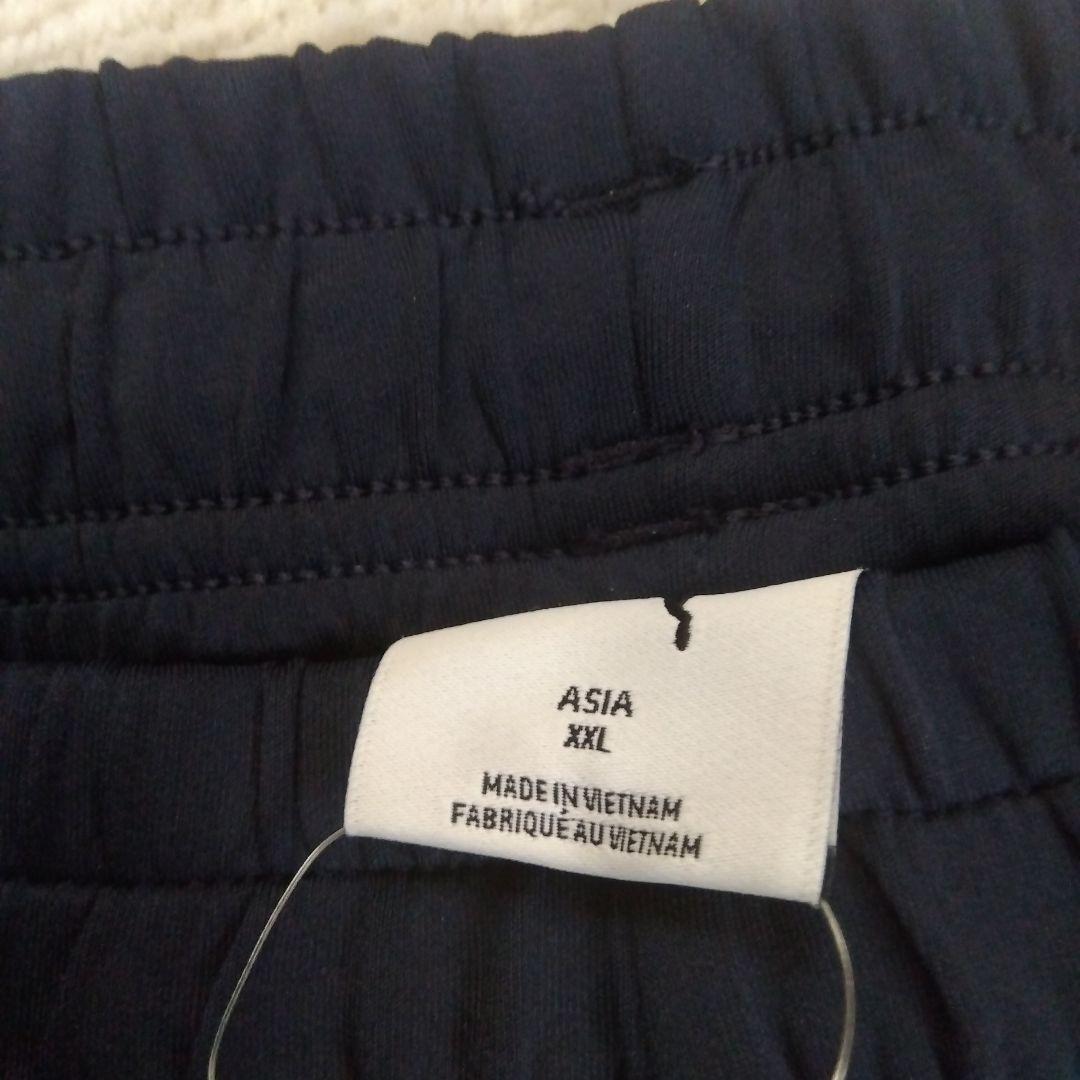 ASIA
XXL
MADE IN VIETNAM
FABRIQUÉ AU VIETNAM